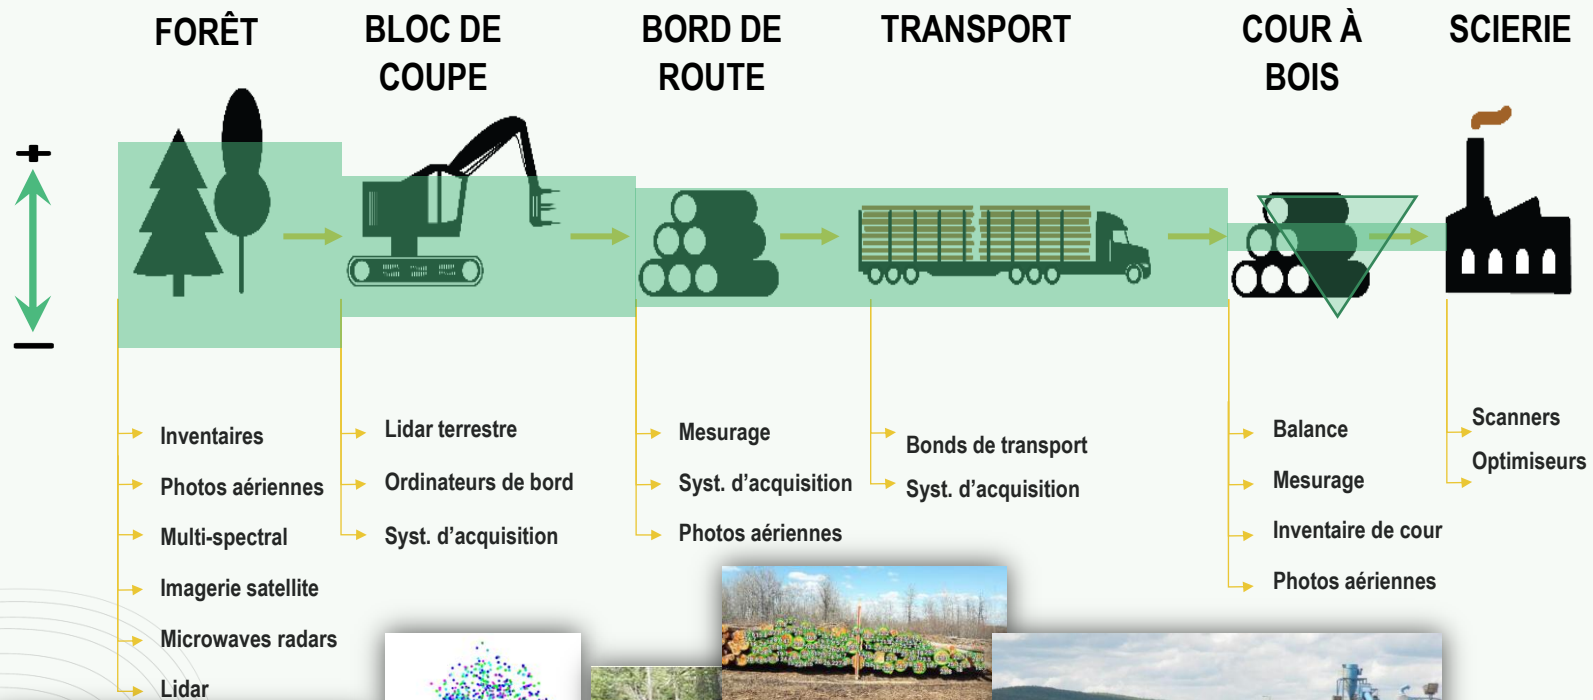 FORÊT
BLOC DE
COUPE
BORD DE
ROUTE
TRANSPORT
COUR À
BOIS
SCIERIE
+
–
Inventaires
Photos aériennes
Multi-spectral
Imagerie satellite
Microwaves radars
Lidar
Lidar terrestre
Ordinateurs de bord
Syst. d’acquisition
Mesurage
Syst. d’acquisition
Photos aériennes
Bonds de transport
Syst. d’acquisition
Balance
Mesurage
Inventaire de cour
Photos aériennes
Scanners
Optimiseurs